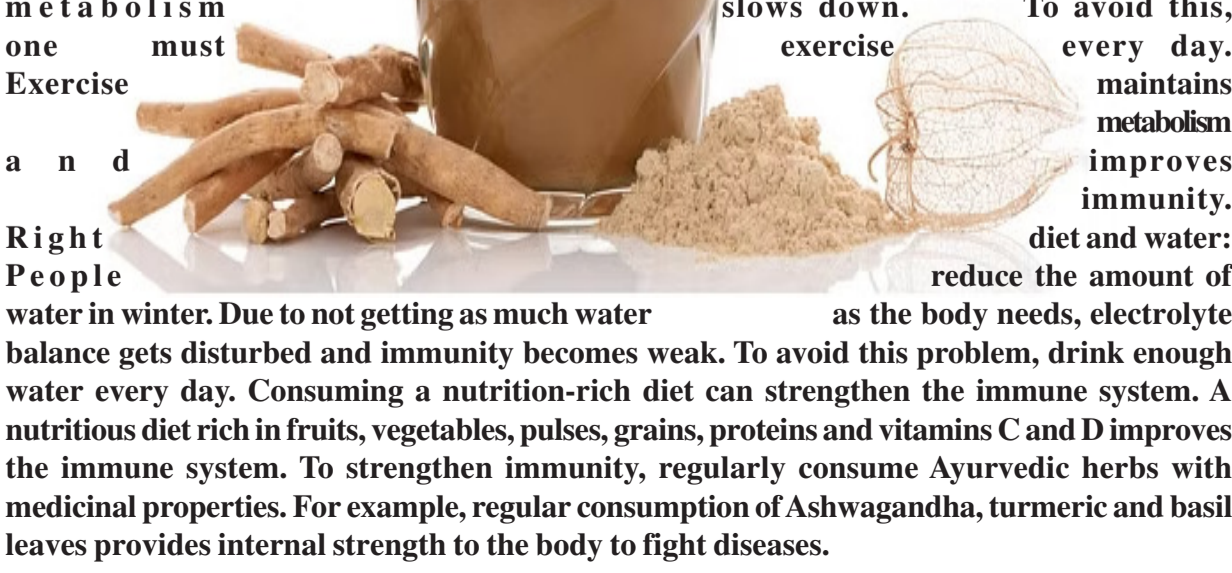 metabolism slows down. To avoid this,
one must exercise every day.
Exercise maintains
metabolism
and improves
immunity.
Right diet and water:
People reduce the amount of
water in winter. Due to not getting as much water as the body needs, electrolyte
balance gets disturbed and immunity becomes weak. To avoid this problem, drink enough
water every day. Consuming a nutrition-rich diet can strengthen the immune system. A
nutritious diet rich in fruits, vegetables, pulses, grains, proteins and vitamins C and D improves
the immune system. To strengthen immunity, regularly consume Ayurvedic herbs with
medicinal properties. For example, regular consumption of Ashwagandha, turmeric and basil
leaves provides internal strength to the body to fight diseases.